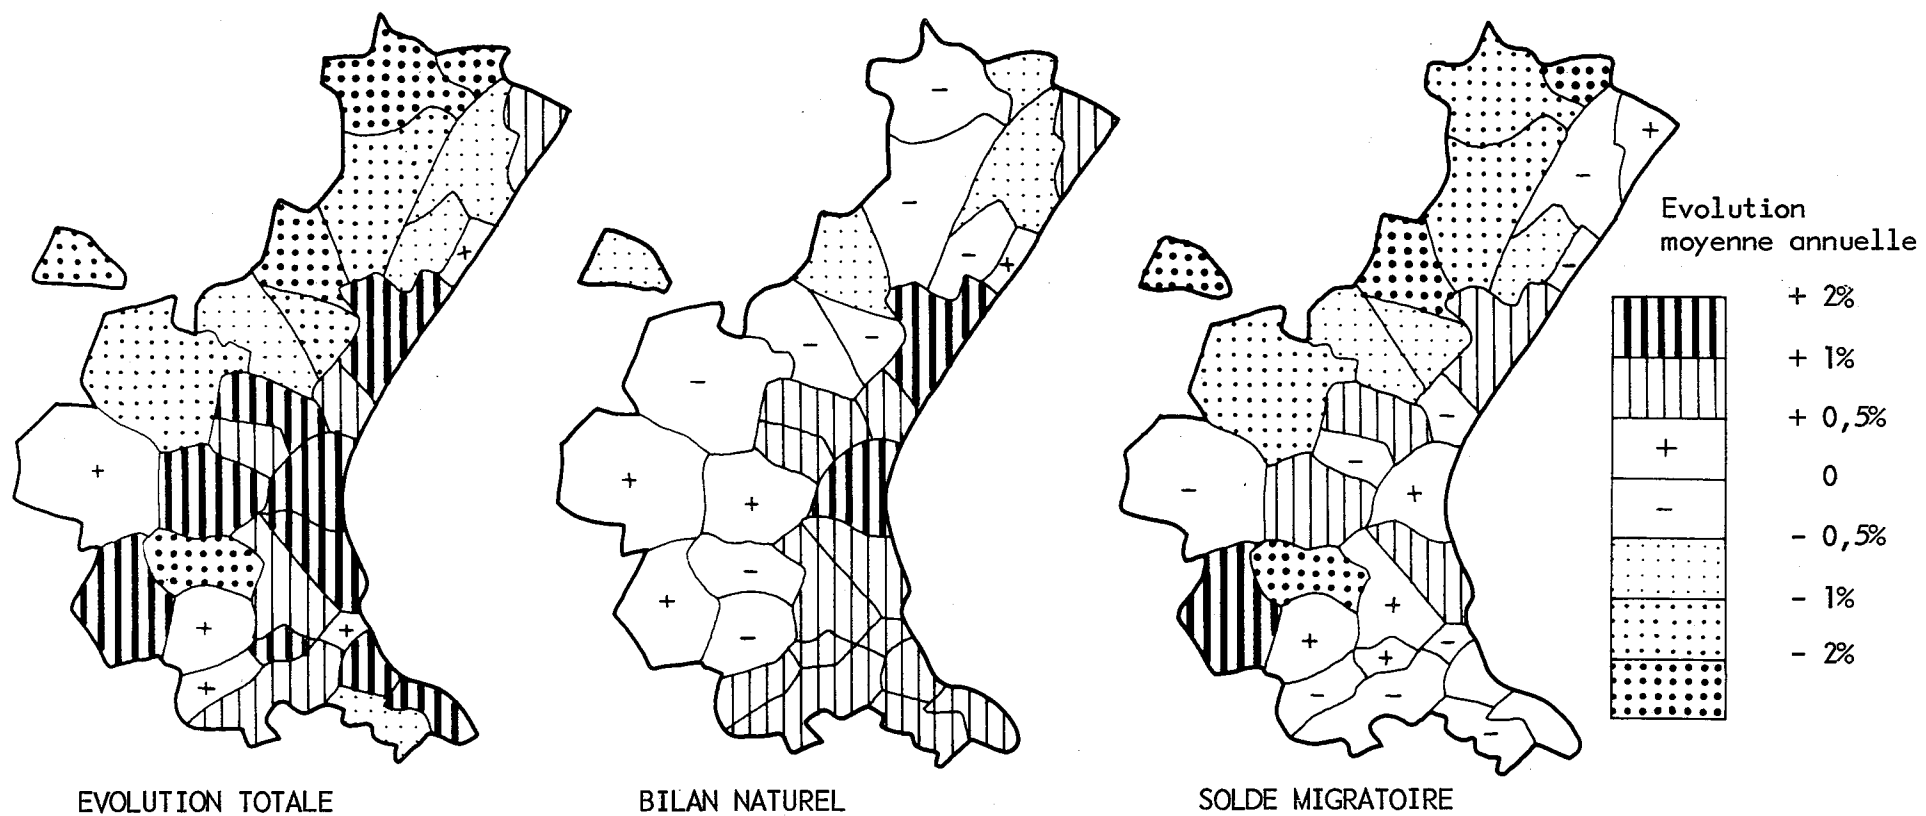 Evolution
moyenne annuelle
+ 2%
+ 1%
+ 0,5%
+
0
-
- 0,5%
- 1%
- 2%
EVOLUTION TOTALE
BILAN NATUREL
SOLDE MIGRATOIRE